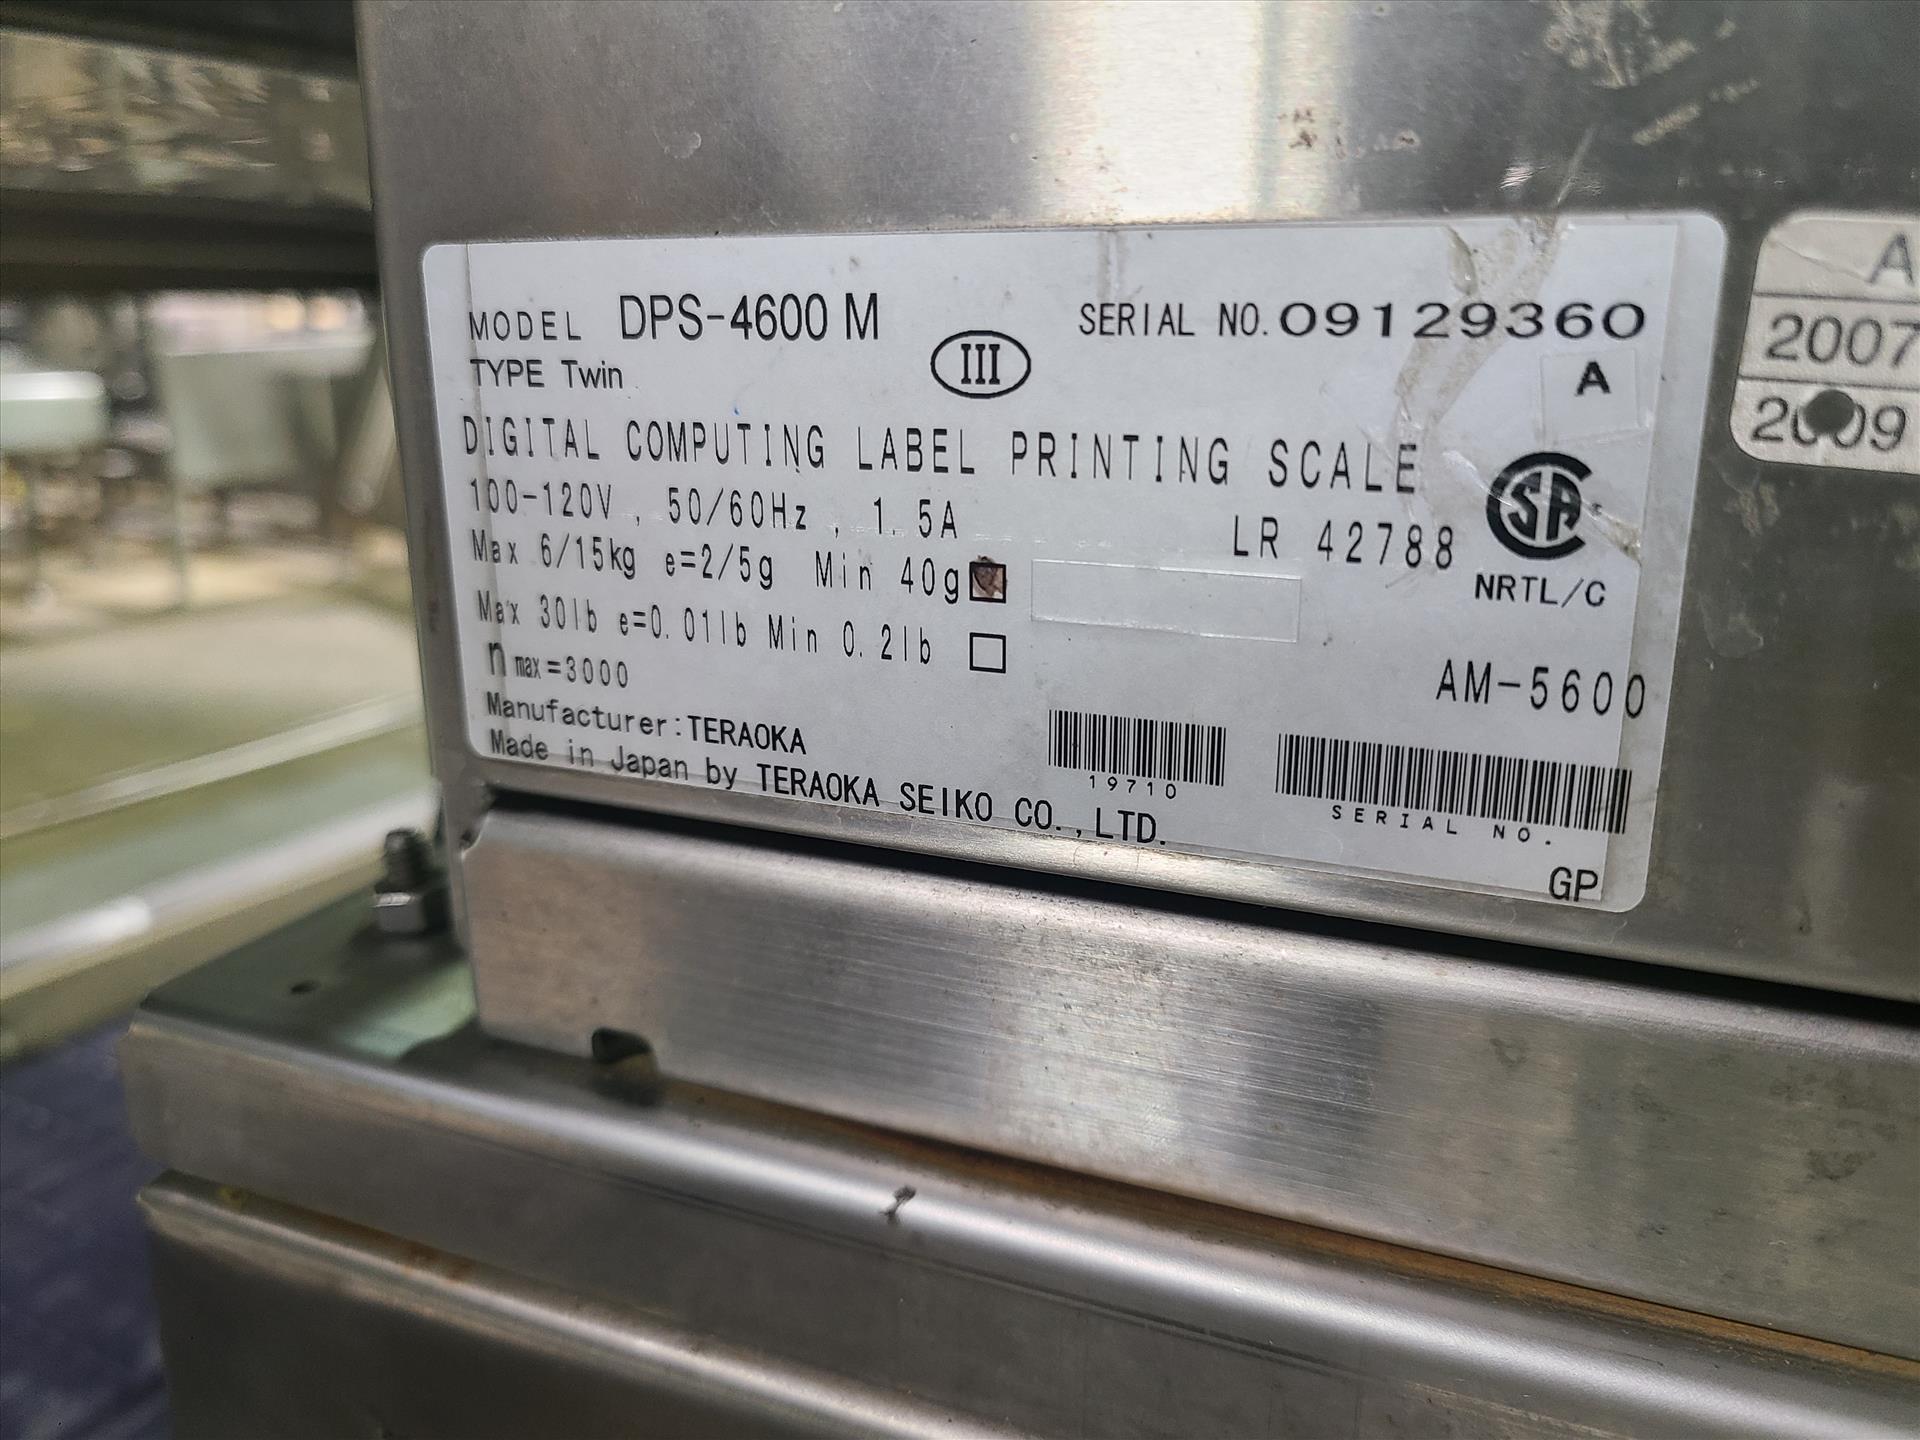 MODEL DPS-4600 M
TYPE Twin
III
SERIAL NO. 09129360
A
DIGITAL COMPUTING LABEL PRINTING SCALE
100-120V , 50/60Hz , 1.5A
LR 42788
Max 6/15kg e=2/5g Min 40g
Max 30lb e=0.01lb Min 0.2lb
n max=3000
SA
NRTL/C
AM-5600
Manufacturer:TERAOKA
Made in Japan by TERAOKA SEIKO CO.,LTD.
19710
SERIAL NO.
GP
A
2007
2009